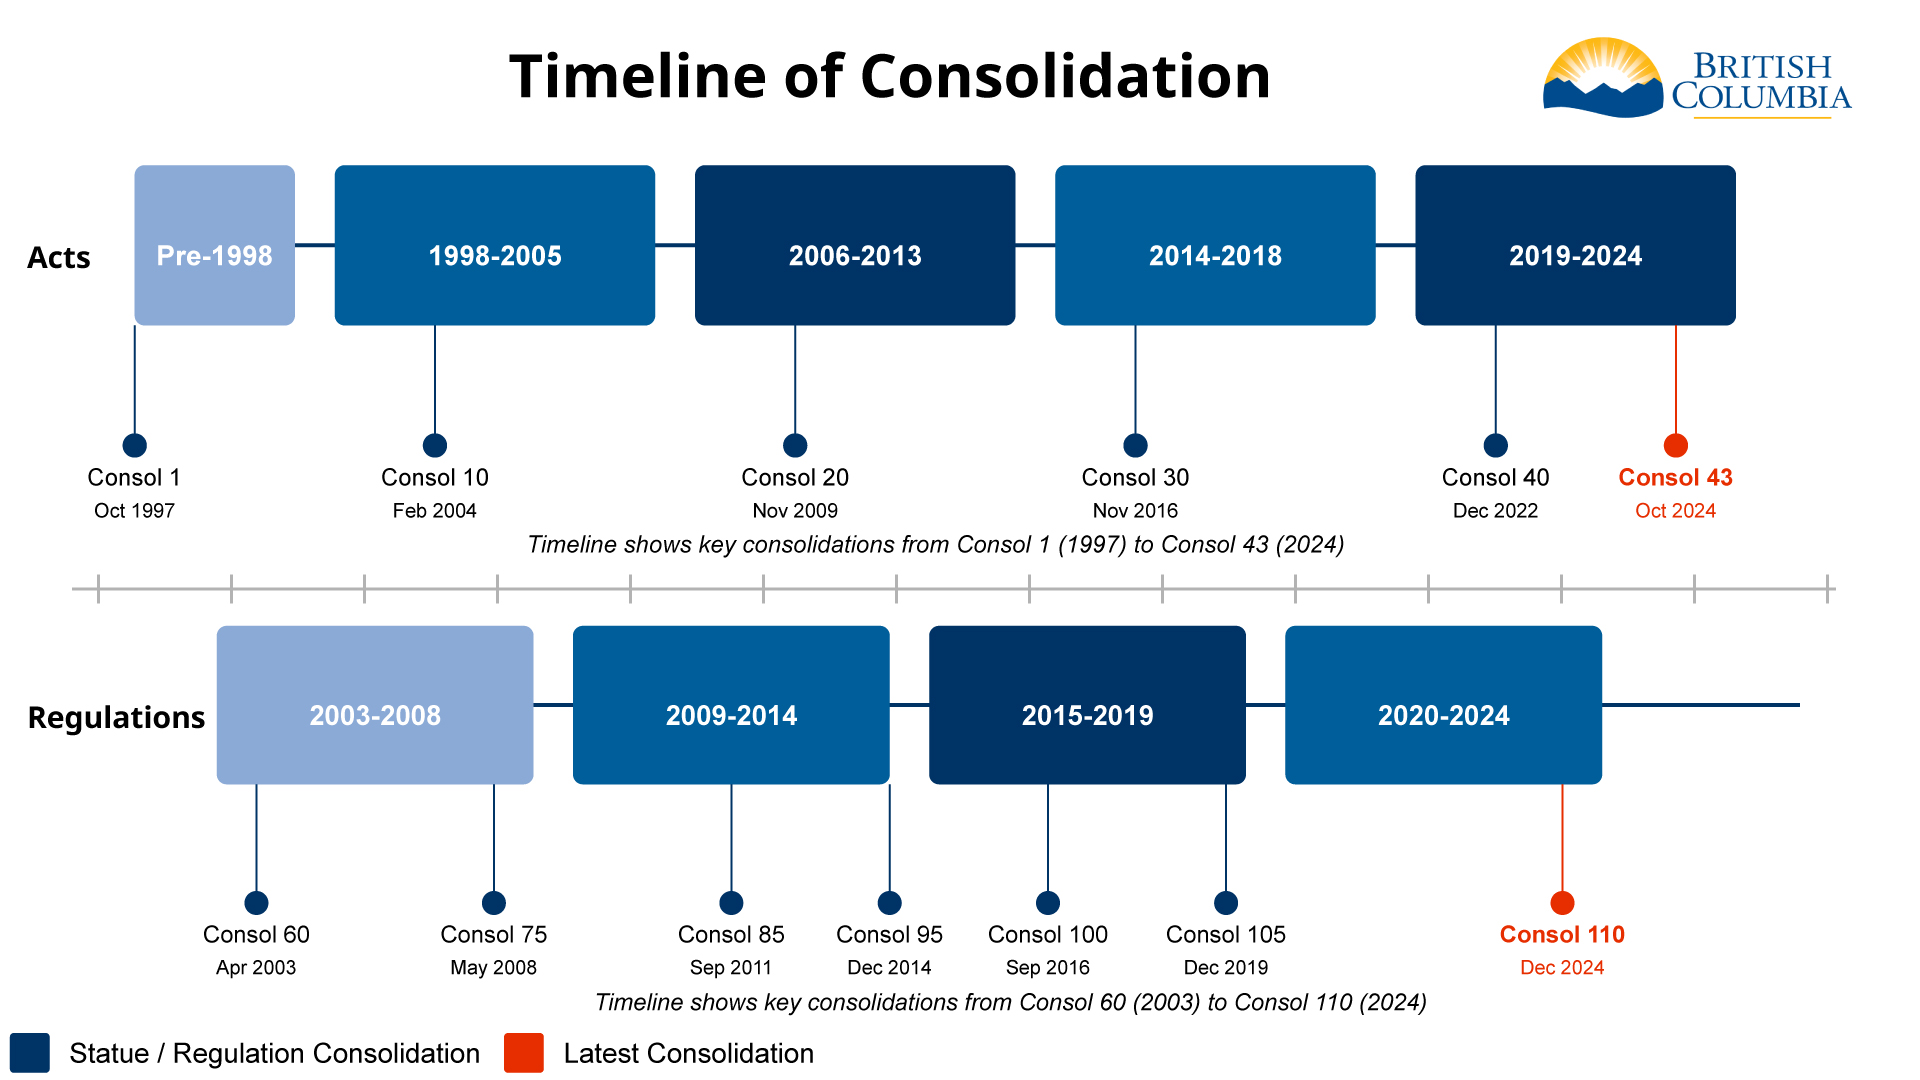 Timeline of Consolidation
BRITISH
COLUMBIA
Acts
Pre-1998
1998-2005
2006-2013
2014-2018
2019-2024
Consol 1
Oct 1997
Consol 10
Feb 2004
Consol 20
Nov 2009
Consol 30
Nov 2016
Consol 40
Dec 2022
Consol 43
Oct 2024
Timeline shows key consolidations from Consol 1 (1997) to Consol 43 (2024)
Regulations
2003-2008
2009-2014
2015-2019
2020-2024
Consol 60
Apr 2003
Consol 75
May 2008
Consol 85
Sep 2011
Consol 95
Dec 2014
Consol 100
Sep 2016
Consol 105
Dec 2019
Consol 110
Dec 2024
Timeline shows key consolidations from Consol 60 (2003) to Consol 110 (2024)
Statue / Regulation Consolidation
Latest Consolidation